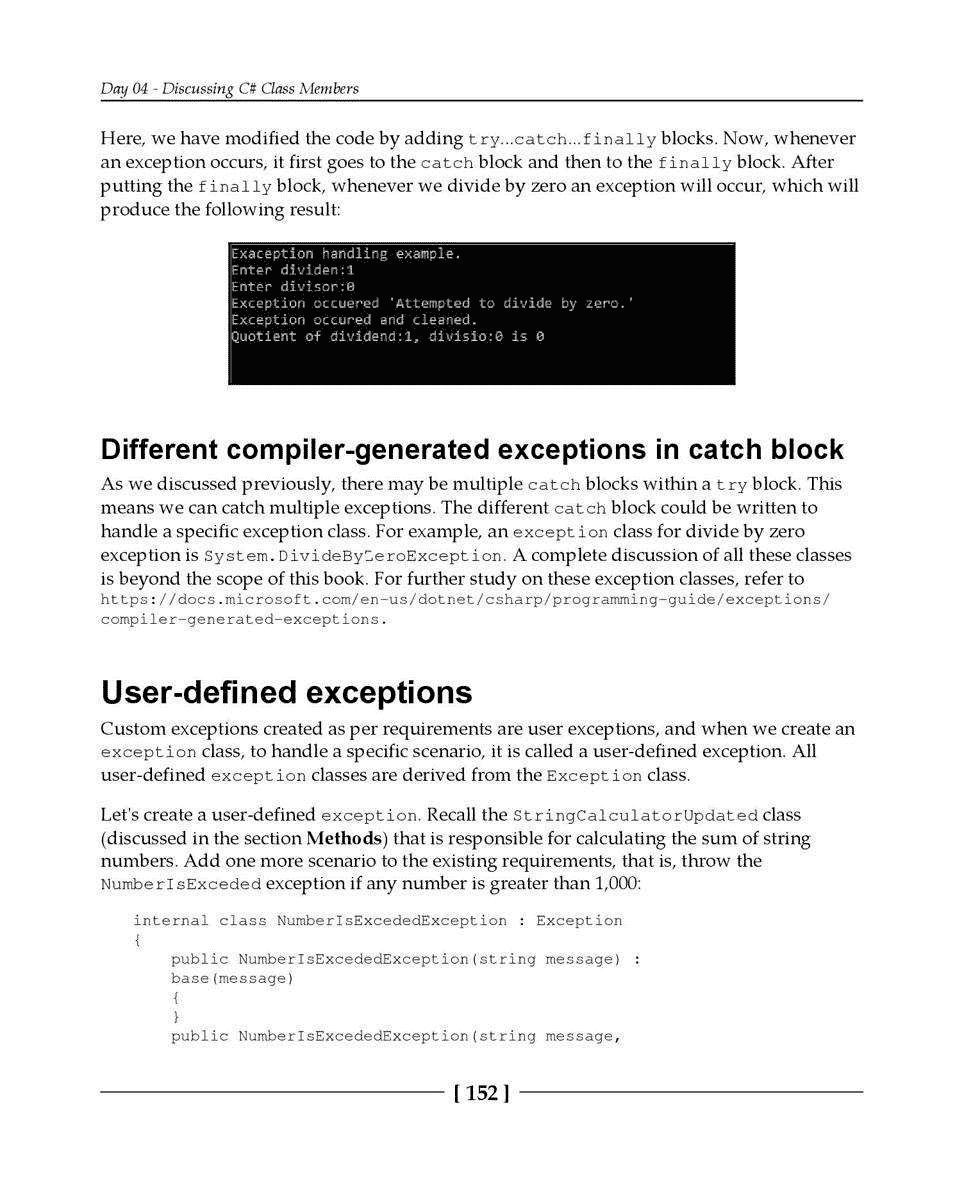 Day 04 - Discussing C# Class Members
Here, we have modified the code by adding try...catch...finally blocks. Now, whenever
an exception occurs, it first goes to the catch block and then to the finally block. After
putting the finally block, whenever we divide by zero an exception will occur, which will
produce the following result:
Exaception handling example.
Enter dividen:1
Enter divisor:0
Exception occuered 'Attempted to divide by zero.'
Exception occured and cleaned.
Quotient of dividend:1, divisio:0 is 0
Different compiler-generated exceptions in catch block
As we discussed previously, there may be multiple catch blocks within a try block. This
means we can catch multiple exceptions. The different catch block could be written to
handle a specific exception class. For example, an exception class for divide by zero
exception is System.DivideByZeroException. A complete discussion of all these classes
is beyond the scope of this book. For further study on these exception classes, refer to
https://docs.microsoft.com/en-us/dotnet/csharp/programming-guide/exceptions/
compiler-generated-exceptions.
User-defined exceptions
Custom exceptions created as per requirements are user exceptions, and when we create an
exception class, to handle a specific scenario, it is called a user-defined exception. All
user-defined exception classes are derived from the Exception class.
Let's create a user-defined exception. Recall the StringCalculatorUpdated class
(discussed in the section Methods) that is responsible for calculating the sum of string
numbers. Add one more scenario to the existing requirements, that is, throw the
NumberIsExceded exception if any number is greater than 1,000:
internal class NumberIsExcededException : Exception
{
public NumberIsExcededException(string message) :
base(message)
{
}
public NumberIsExcededException(string message,
[ 152 ]